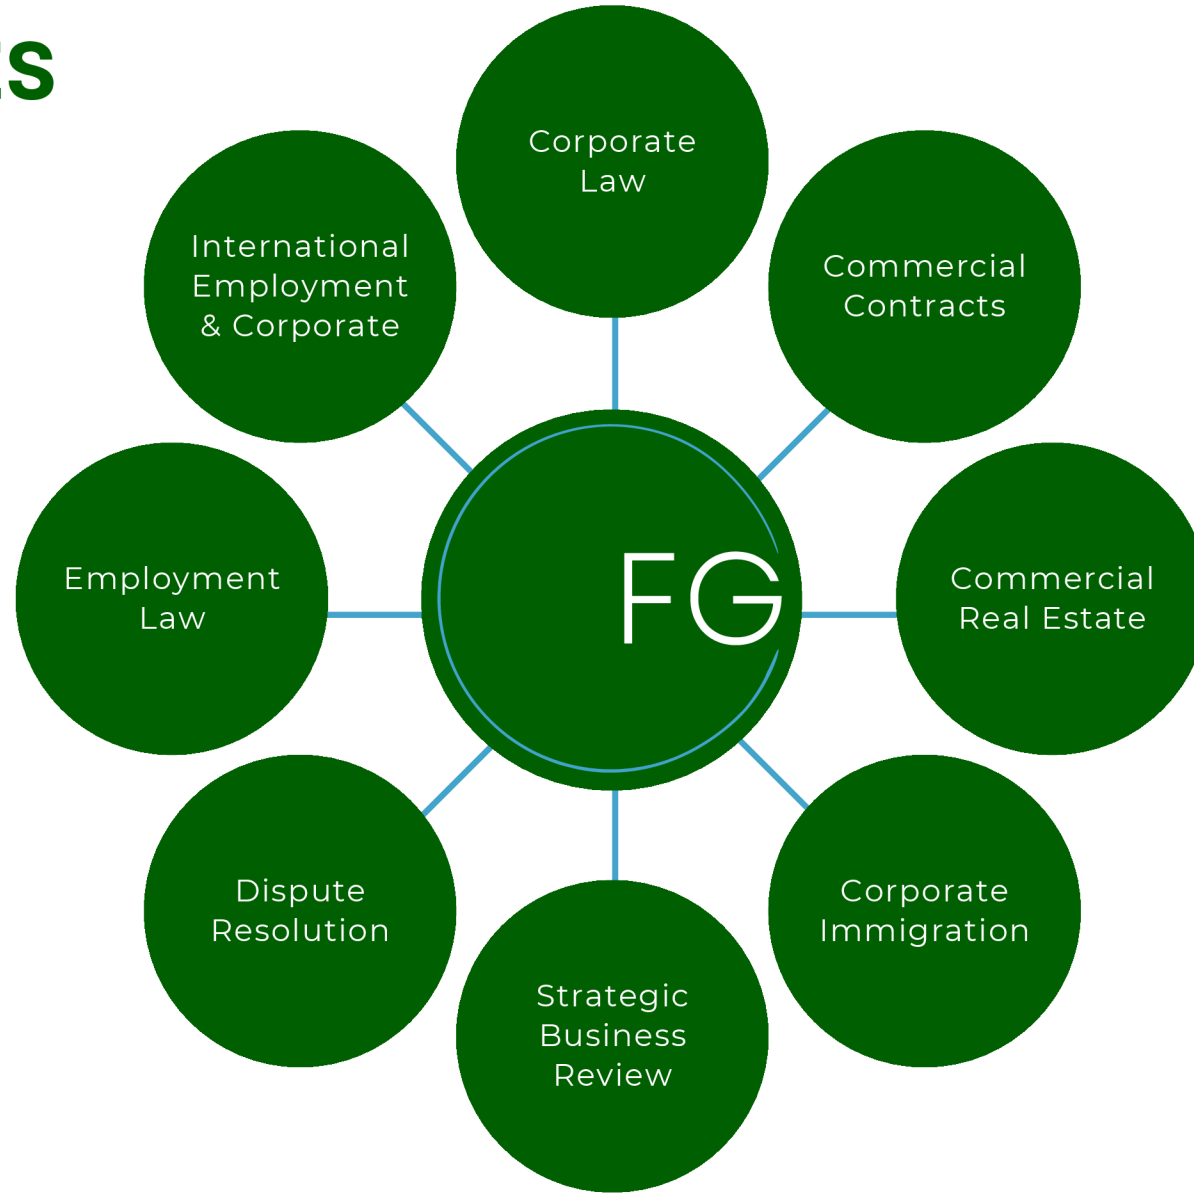 Corporate
Law
International
Employment
& Corporate
Commercial
Contracts
FG
Employment
Law
Commercial
Real Estate
Dispute
Resolution
Corporate
Immigration
Strategic
Business
Review